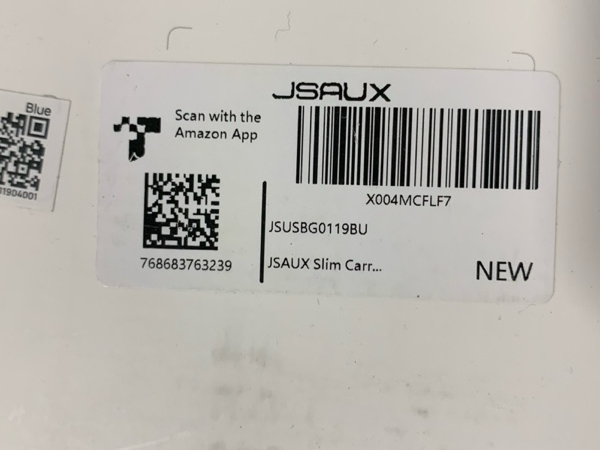 Blue
JSAUX
Scan with the
Amazon App
X004MCFLF7
JSUSBG0119BU
768683763239
JSAUX Slim Carr...
NEW